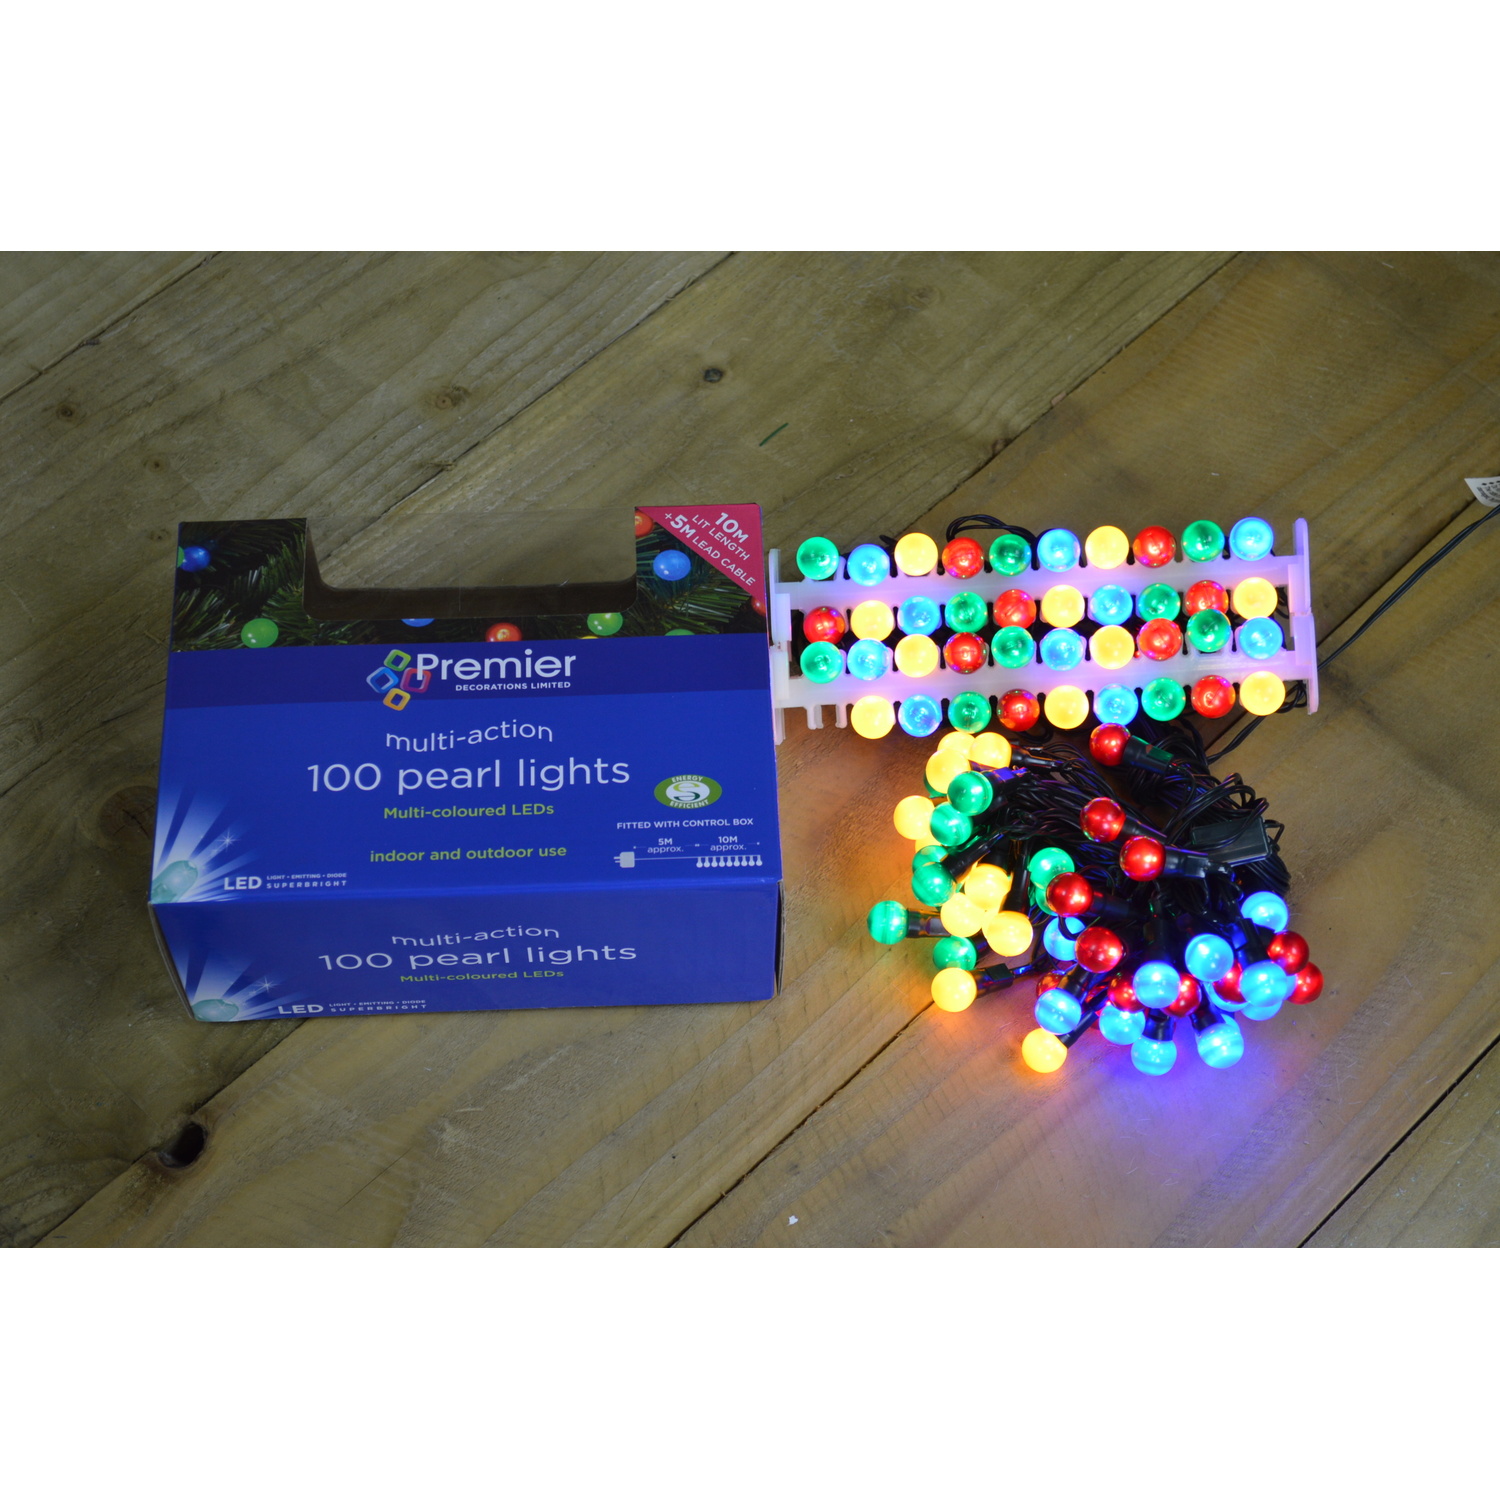 10M
LIT LENGTH
+5M LEAD CABLE
Premier
DECORATIONS LIMITED
multi-action
100 pearl lights
Multi-coloured LEDs
ENERGY
EFFICIENT
FITTED WITH CONTROL BOX
5M approx.
10M approx.
indoor and outdoor use
LED LIGHT • EMITTING • DIODE
SUPERBRIGHT
multi-action
100 pearl lights
Multi-coloured LEDs
LED LIGHT • EMITTING • DIODE
SUPERBRIGHT